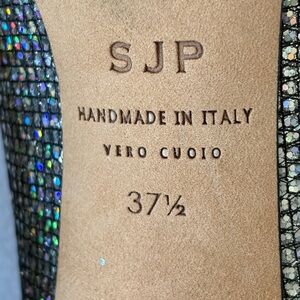 SJP
HANDMADE IN ITALY
VERO CUOIO
37½